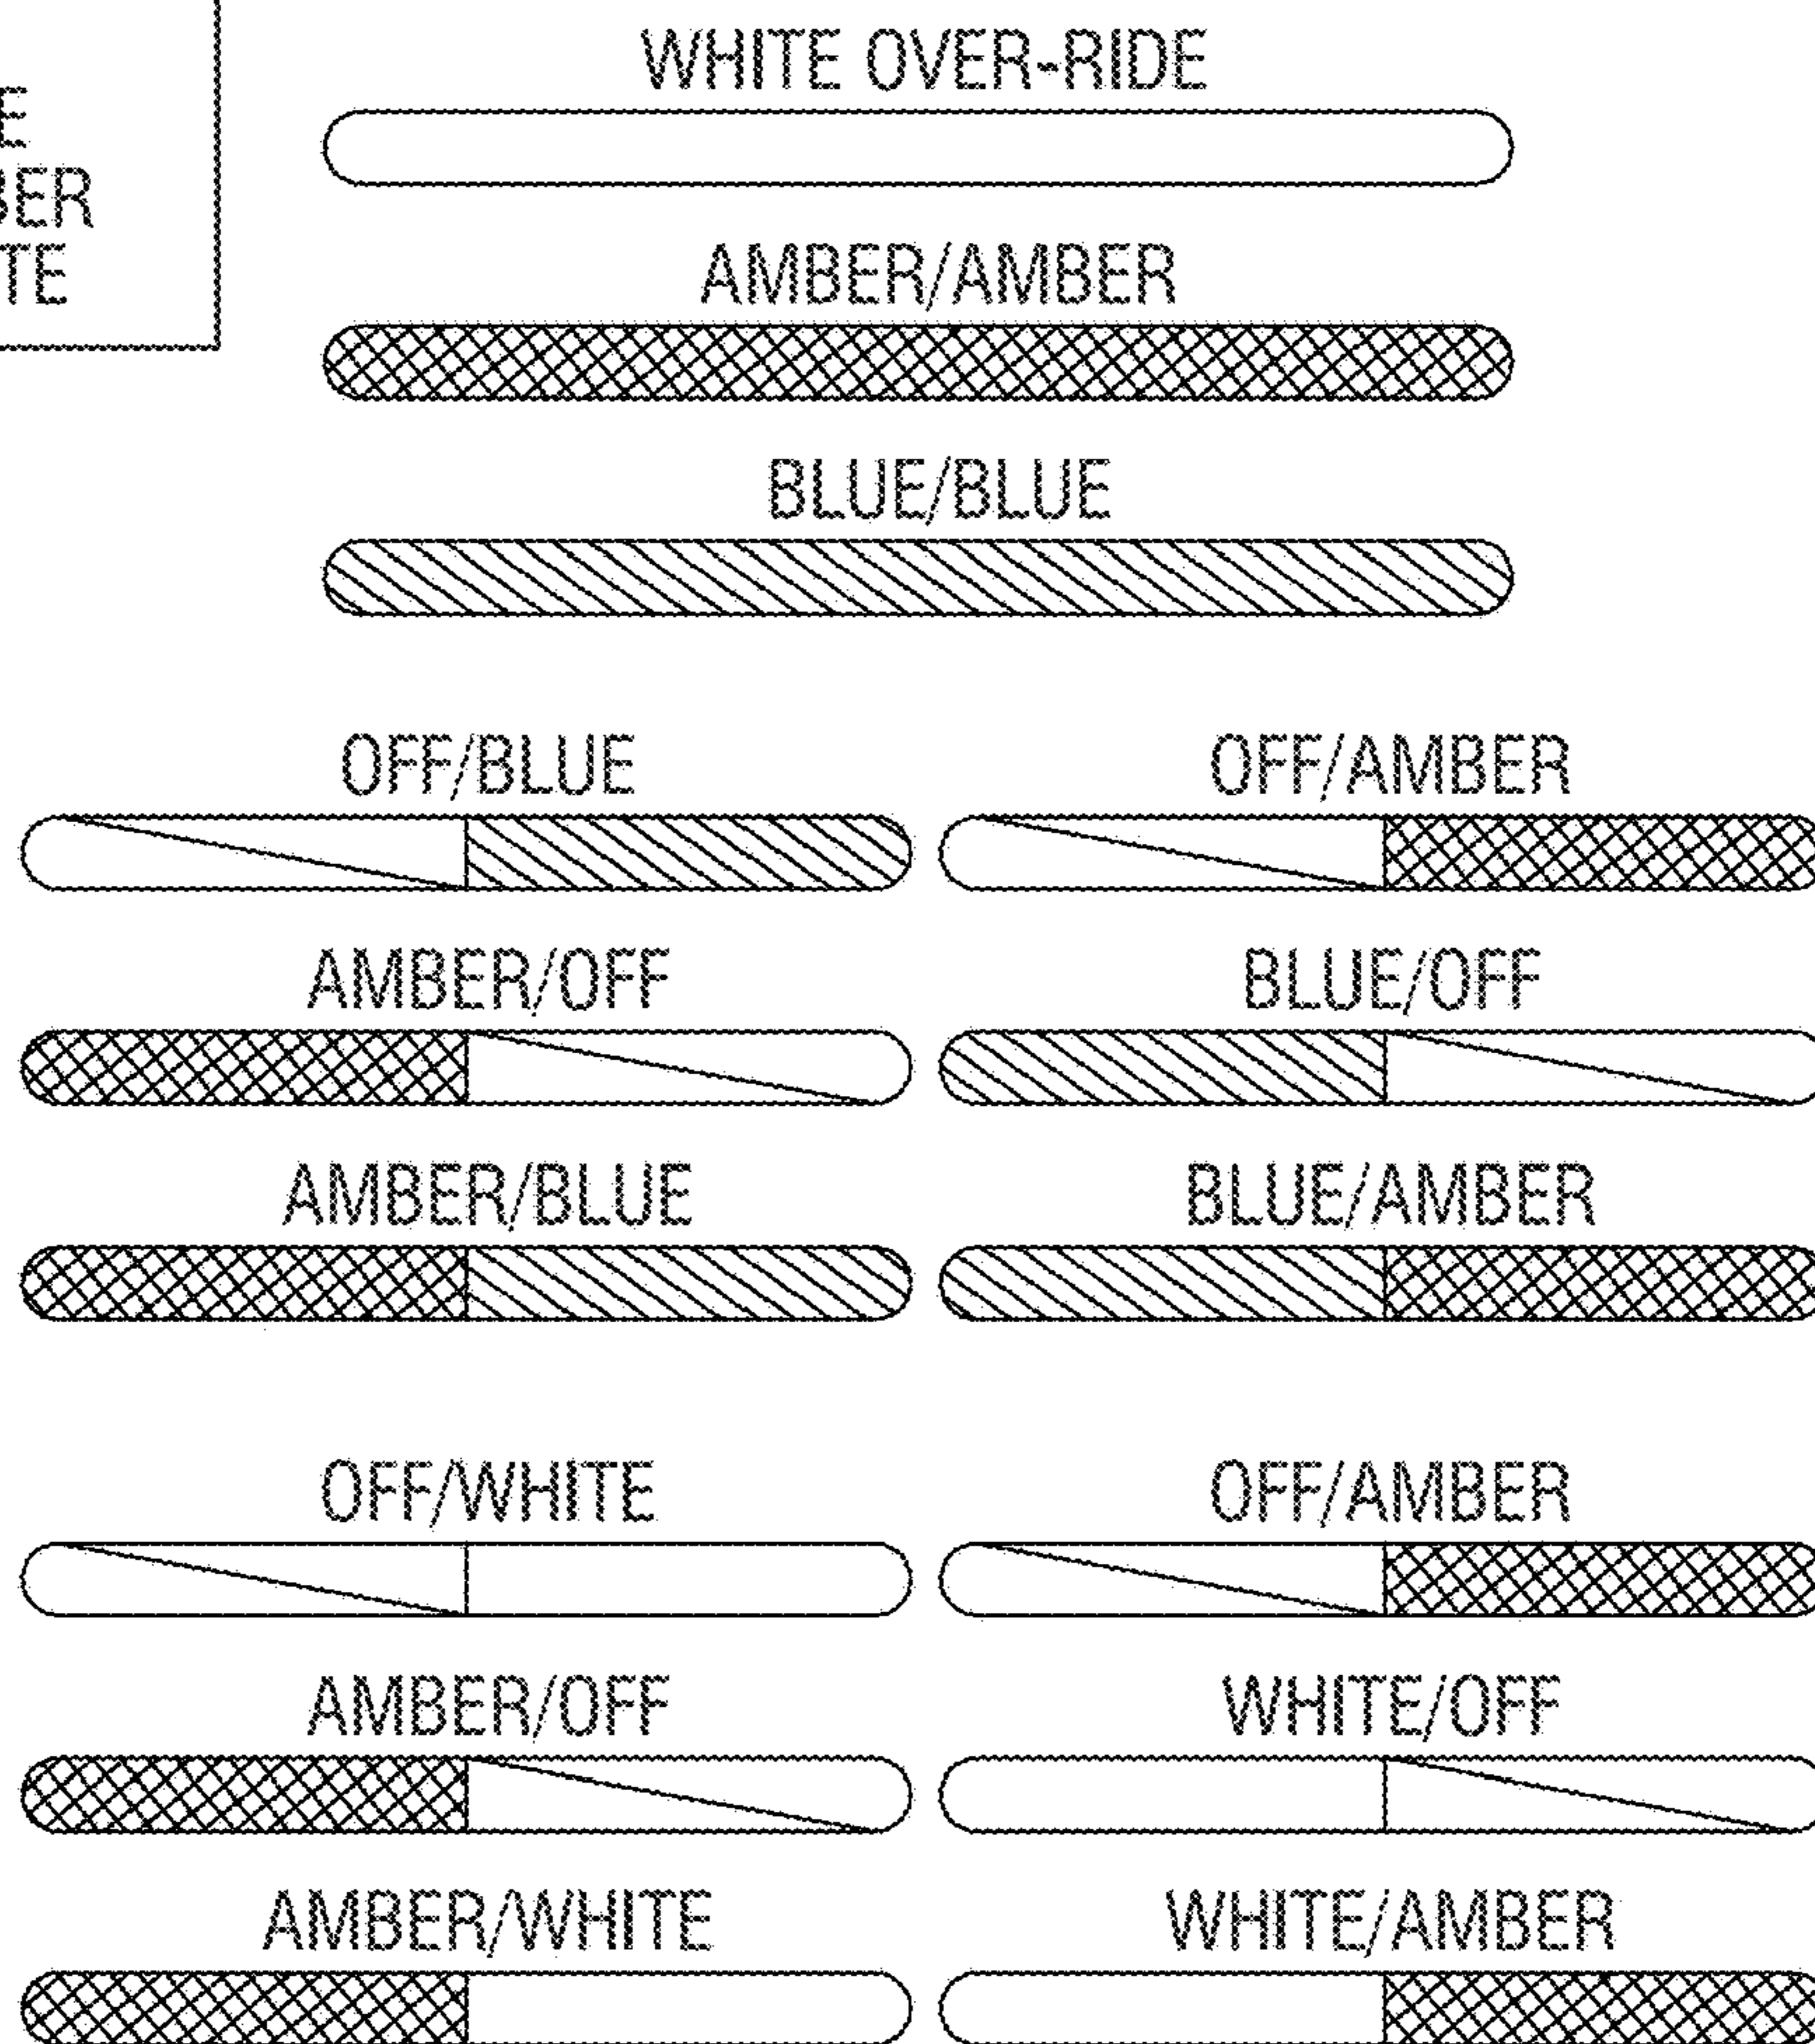 WHITE OVER-RIDE
AMBER/AMBER
BLUE/BLUE
OFF/BLUE
OFF/AMBER
AMBER/OFF
BLUE/OFF
AMBER/BLUE
BLUE/AMBER
OFF/WHITE
OFF/AMBER
AMBER/OFF
WHITE/OFF
AMBER/WHITE
WHITE/AMBER